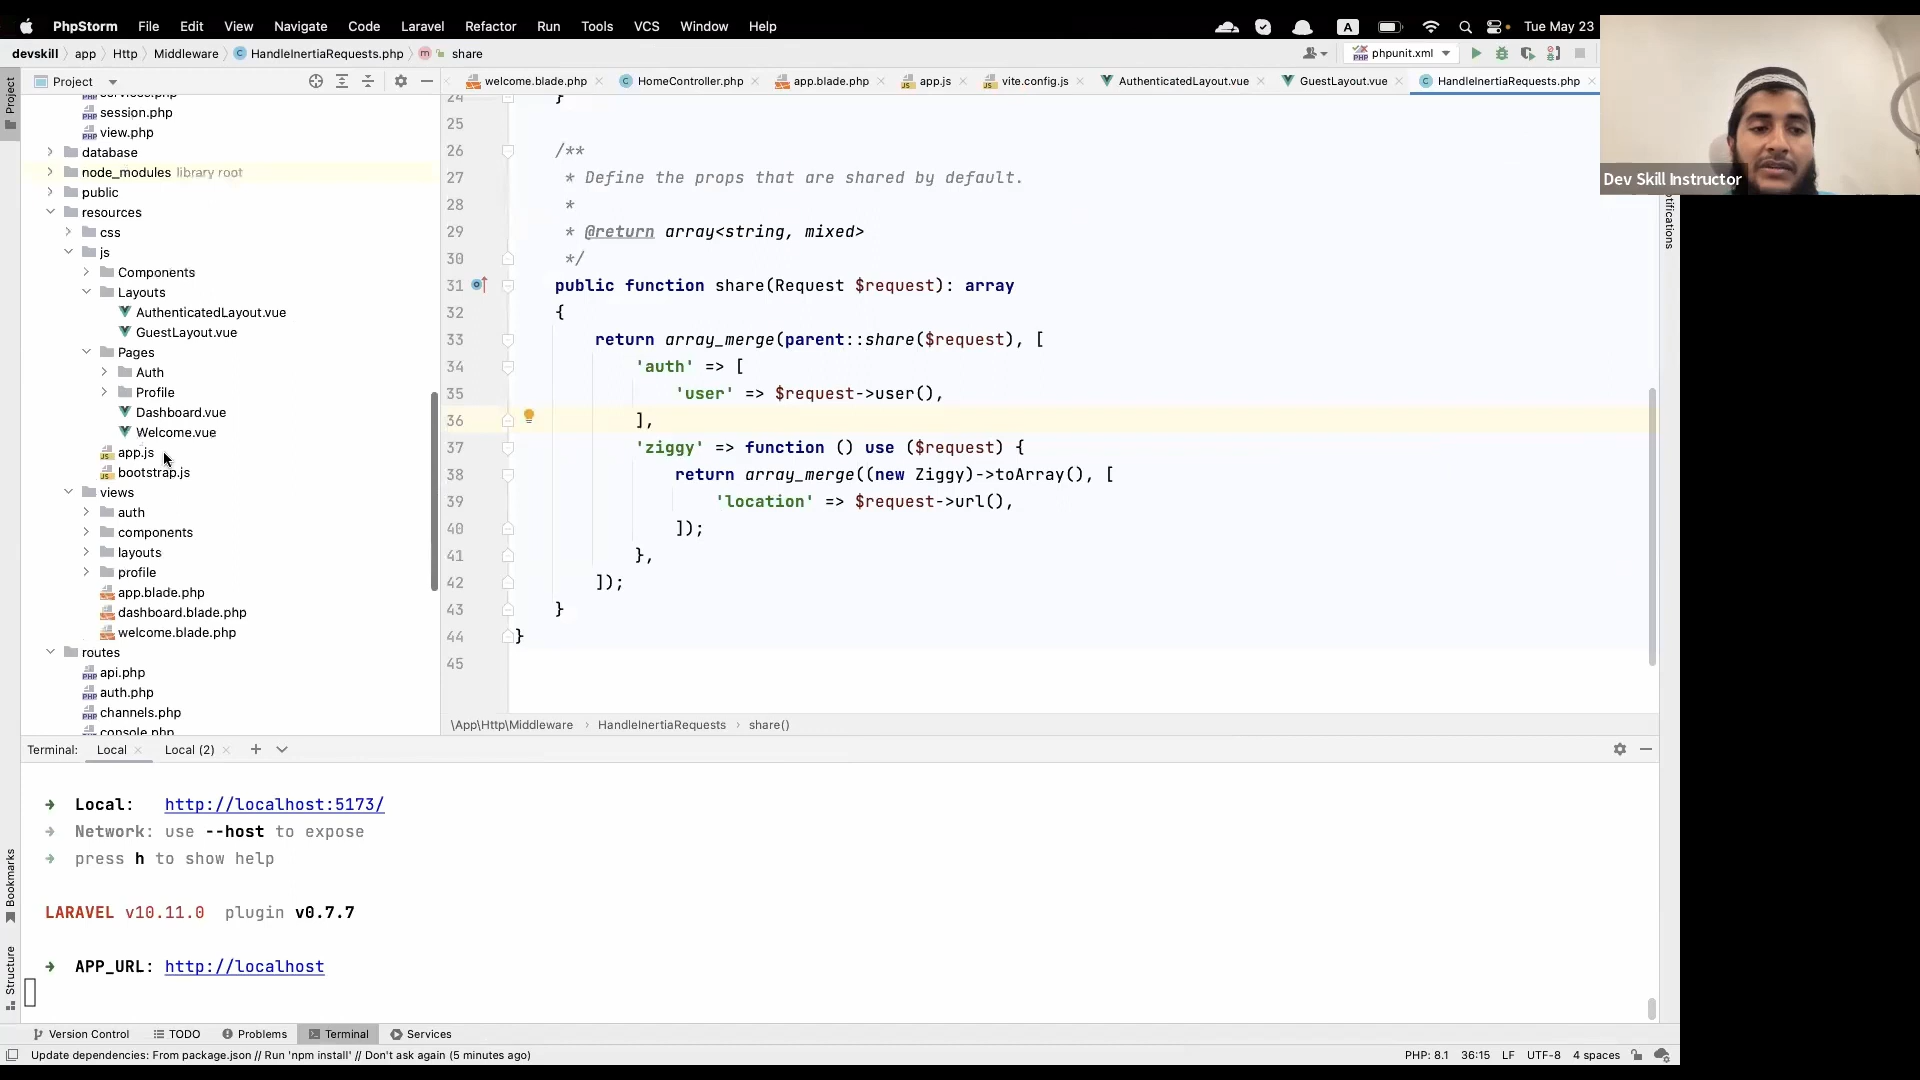 PhpStorm File Edit View Navigate Code Laravel Refactor Run Tools VCS Window Help A Tue May 23
devskill app Http Middleware HandleInertiaRequests.php m share phpunit.xml
Project welcome.blade.php HomeController.php app.blade.php app.js vite.config.js AuthenticatedLayout.vue GuestLayout.vue HandleInertiaRequests.php
Project
Dev Skill Instructor
session.php
view.php
database
node_modules library root
public
resources
css
js
Components
Layouts
AuthenticatedLayout.vue
GuestLayout.vue
Pages
Auth
Profile
Dashboard.vue
Welcome.vue
app.js
bootstrap.js
views
auth
components
layouts
profile
app.blade.php
dashboard.blade.php
welcome.blade.php
routes
api.php
auth.php
channels.php
console.php
24 }
25
26 /**
27 * Define the props that are shared by default.
28 *
29 * @return array<string, mixed>
30 */
31 public function share(Request $request): array
32 {
33 return array_merge(parent::share($request), [
34 'auth' => [
35 'user' => $request->user(),
36 ],
37 'ziggy' => function () use ($request) {
38 return array_merge((new Ziggy)->toArray(), [
39 'location' => $request->url(),
40 ]);
41 },
42 ]);
43 }
44 }
45
\App\Http\Middleware HandleInertiaRequests share()
Terminal: Local Local (2)
➜ Local: http://localhost:5173/
➜ Network: use --host to expose
➜ press h to show help
LARAVEL v10.11.0 plugin v0.7.7
➜ APP_URL: http://localhost
Bookmarks
Structure
Version Control TODO Problems Terminal Services
Update dependencies: From package.json // Run 'npm install' // Don't ask again (5 minutes ago) PHP: 8.1 36:15 LF UTF-8 4 spaces